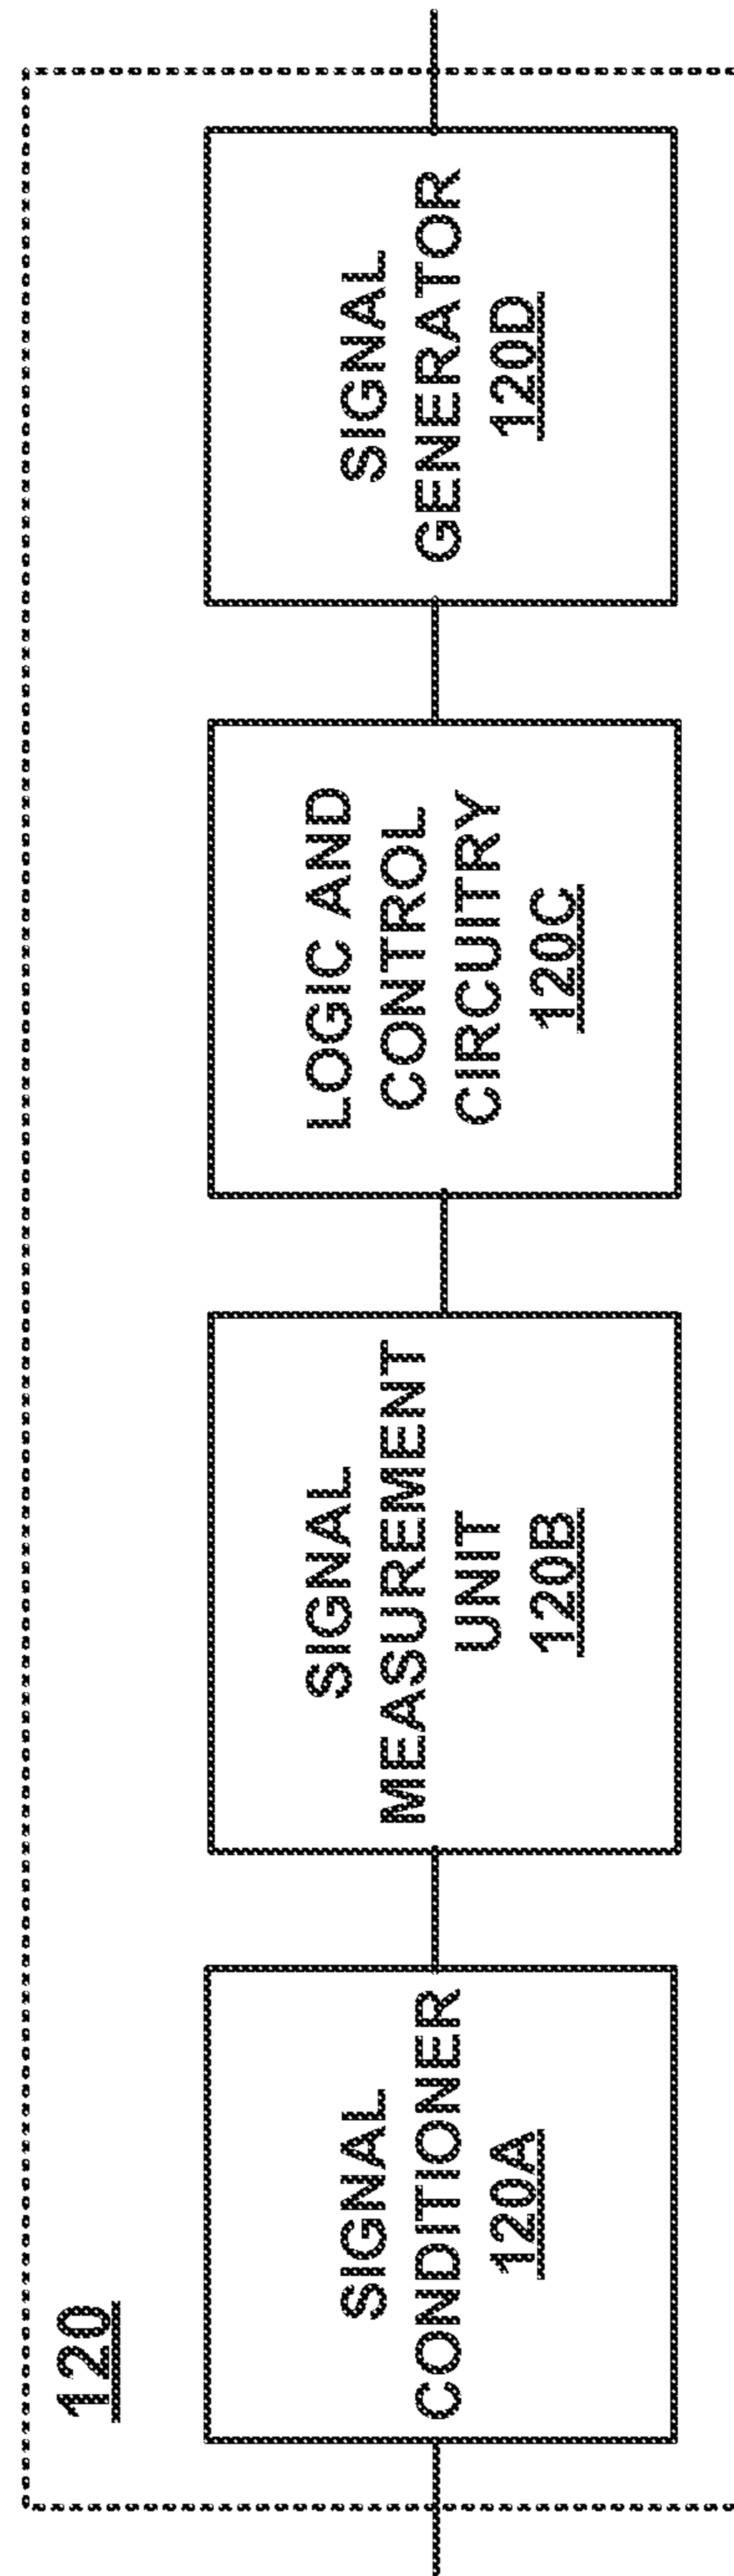 120
SIGNAL
CONDITIONER
120A
SIGNAL
MEASUREMENT
UNIT
120B
LOGIC AND
CONTROL
CIRCUITRY
120C
SIGNAL
GENERATOR
120D